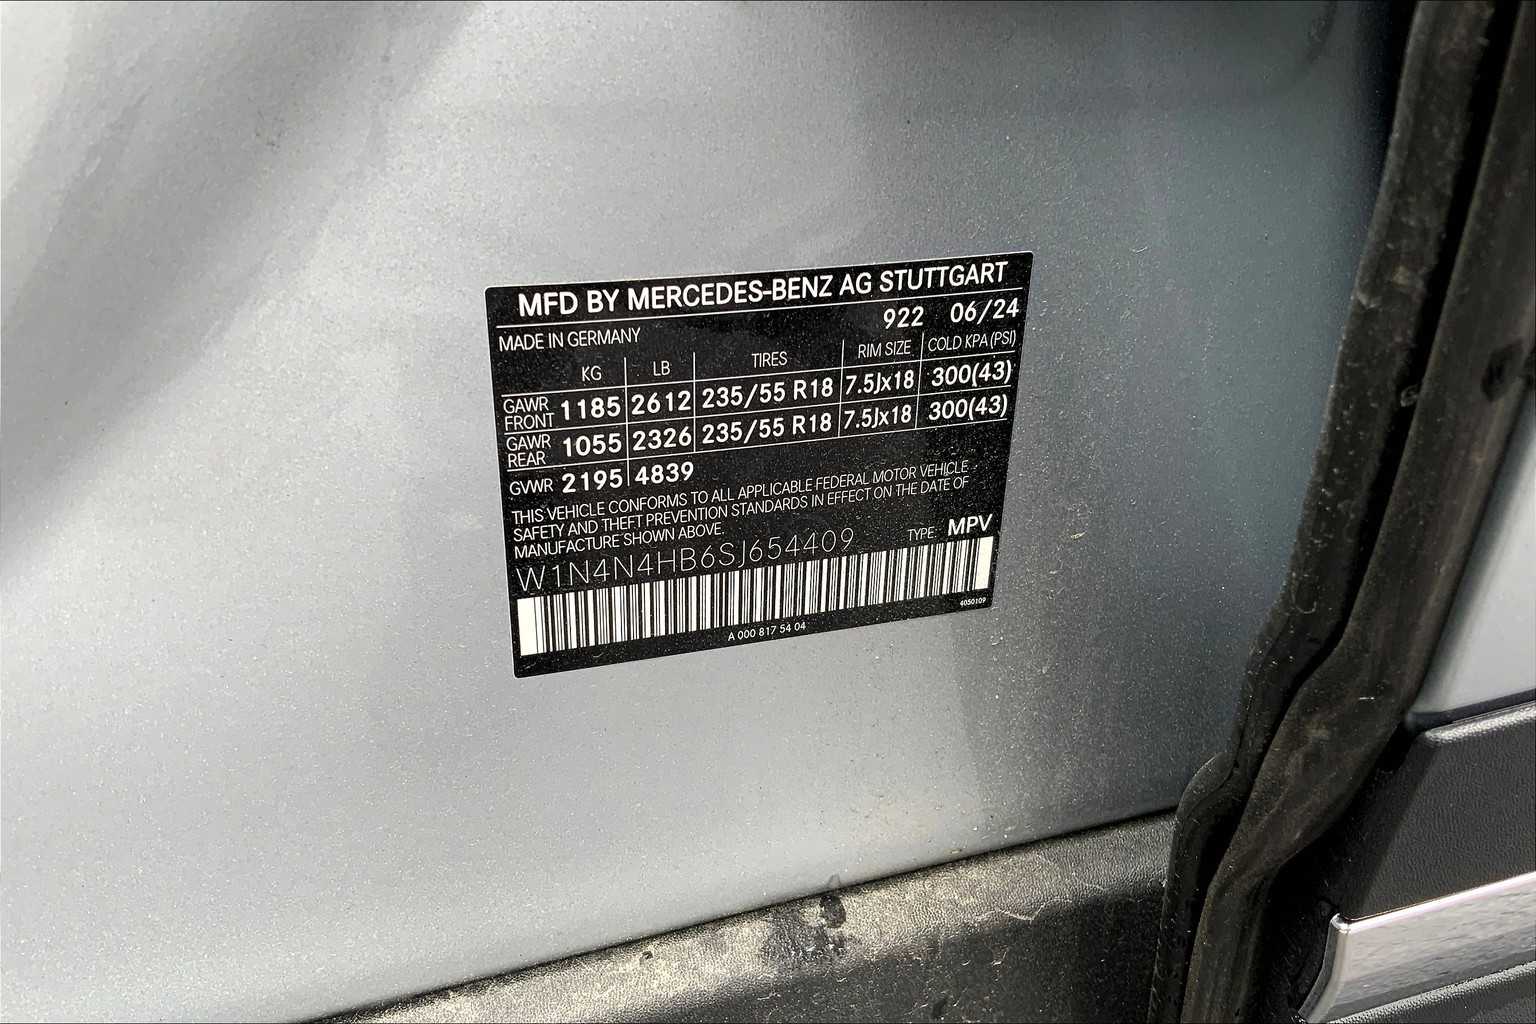 MFD BY MERCEDES-BENZ AG STUTTGART
922 06/24
MADE IN GERMANY
KG LB TIRES RIM SIZE COLD KPA (PSI)
GAWR FRONT 1185 2612 235/55 R18 7.5Jx18 300(43)
GAWR REAR 1055 2326 235/55 R18 7.5Jx18 300(43)
GVWR 2195 4839
THIS VEHICLE CONFORMS TO ALL APPLICABLE FEDERAL MOTOR VEHICLE
SAFETY AND THEFT PREVENTION STANDARDS IN EFFECT ON THE DATE OF
MANUFACTURE SHOWN ABOVE.
TYPE: MPV
W1N4N4HB6SJ654409
4050109
A 000 817 54 04